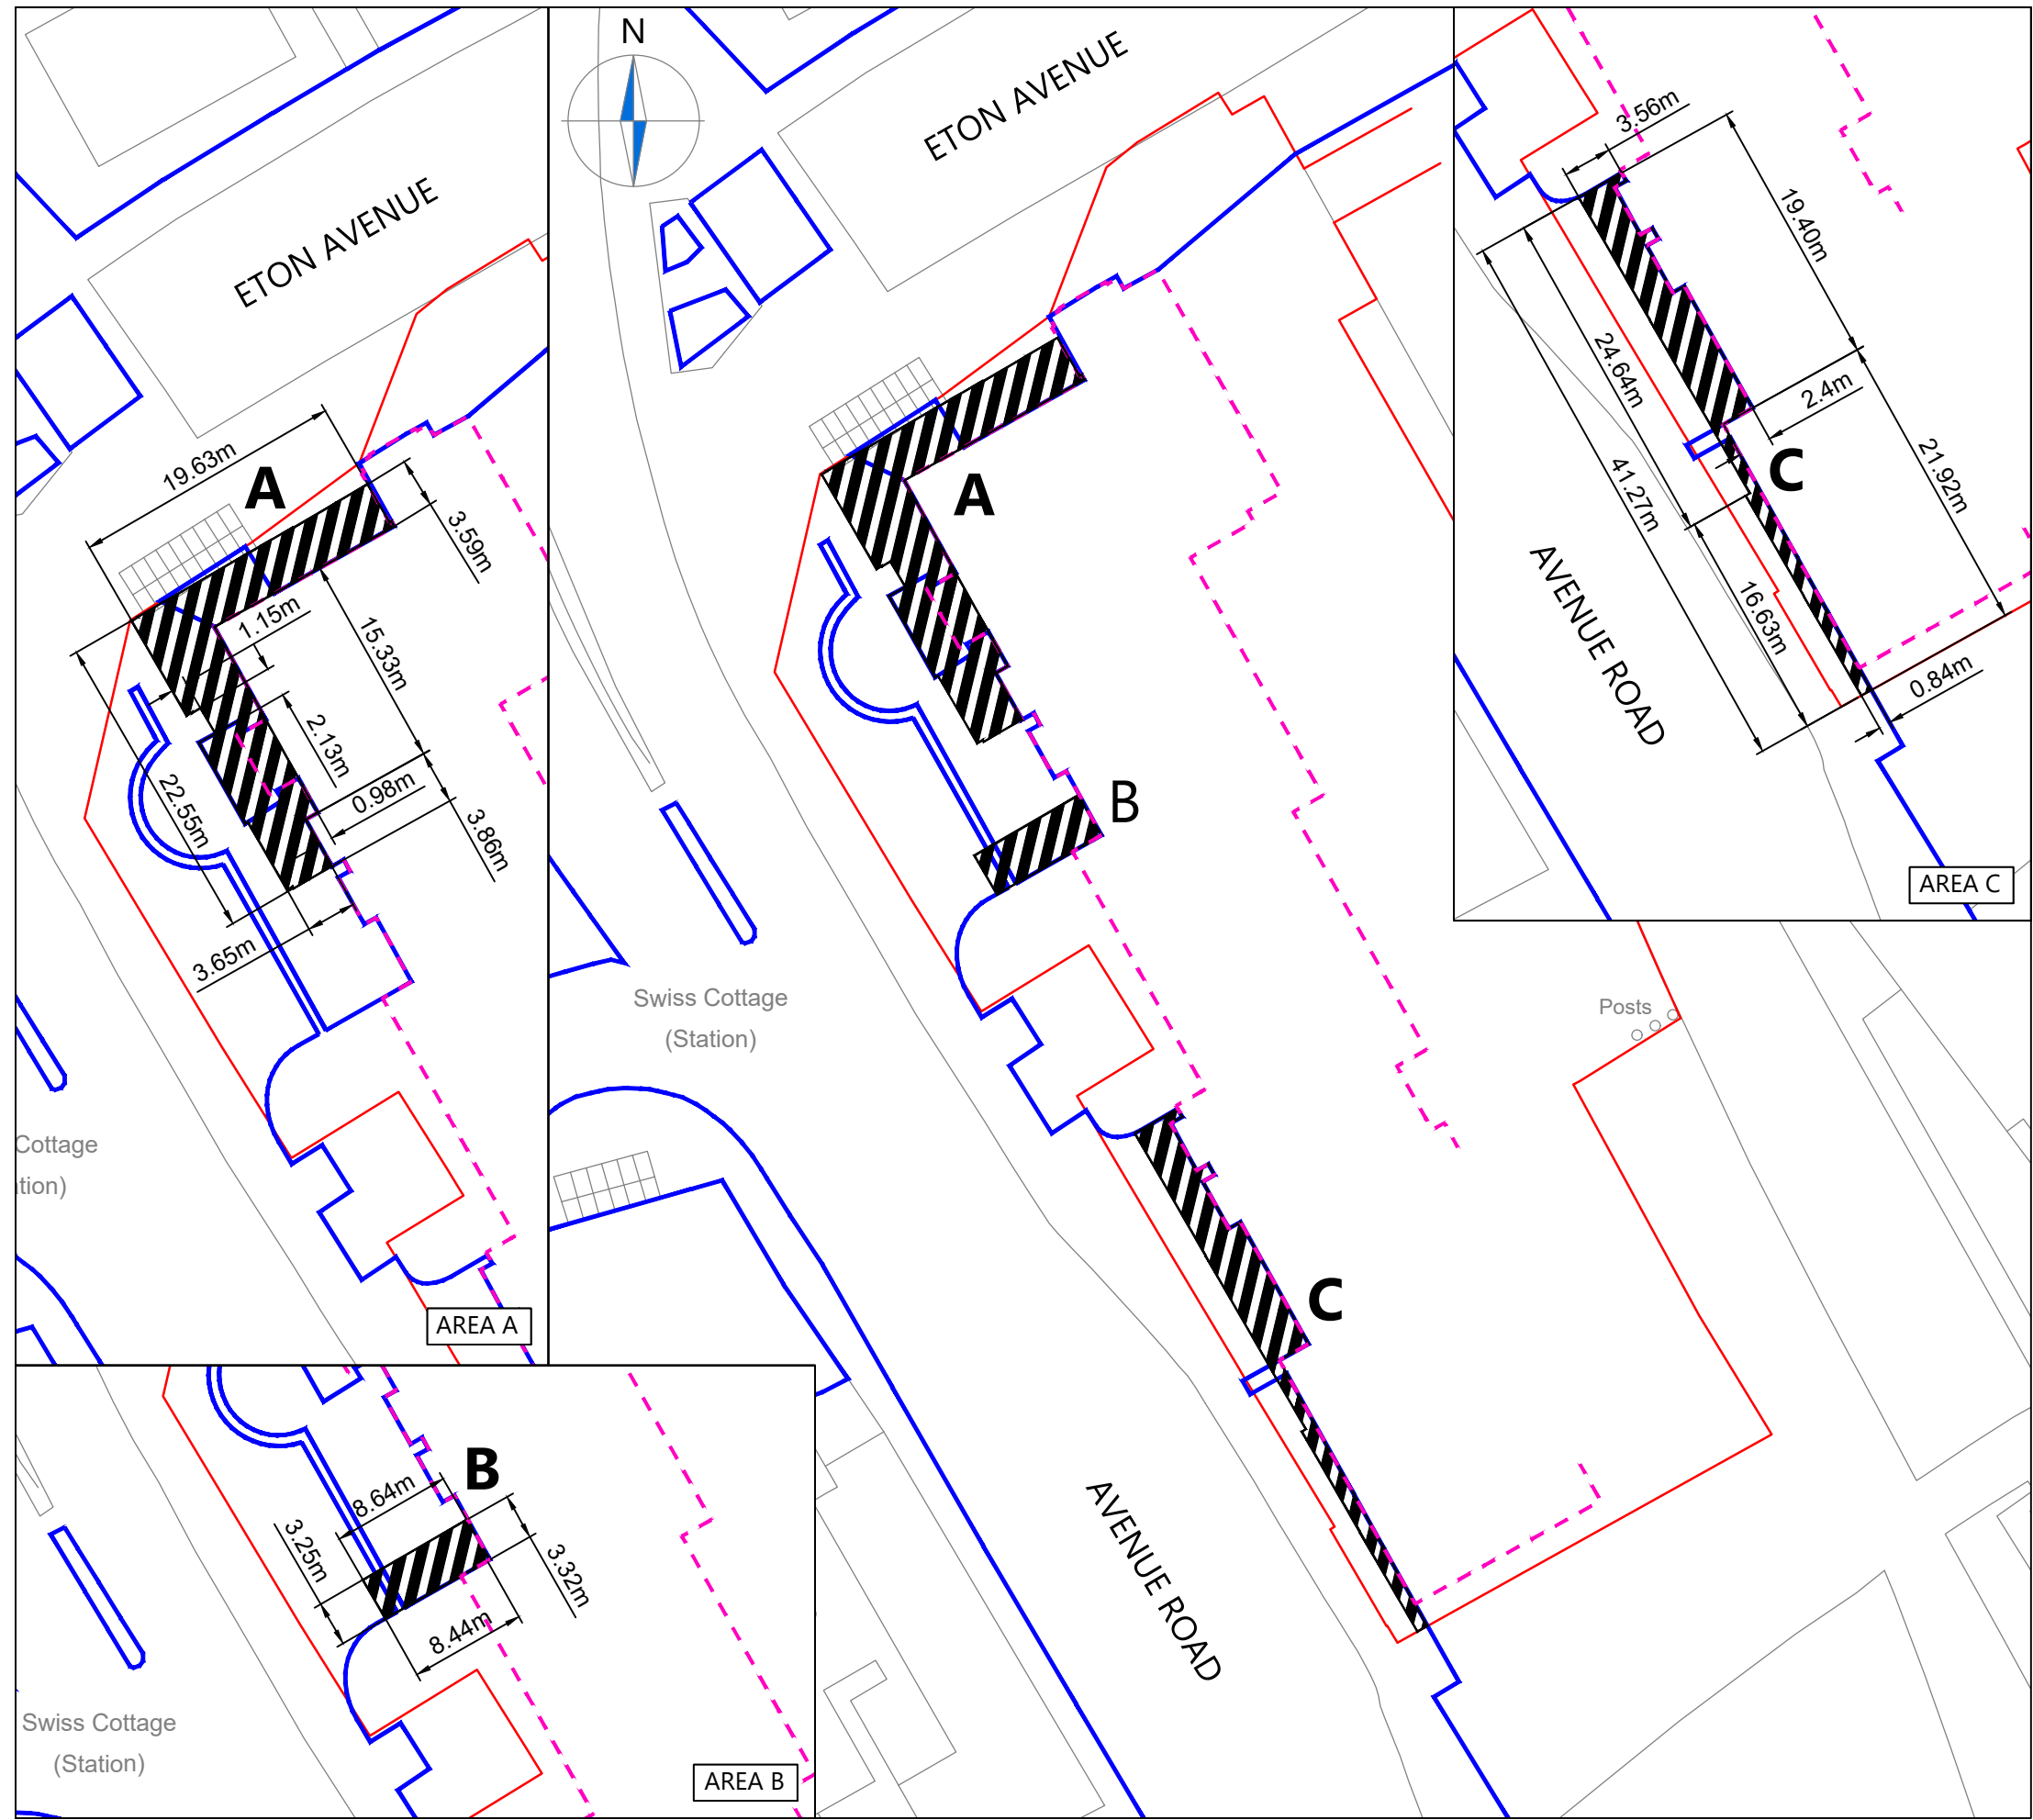 ETON AVENUE
19.63m
A
3.59m
1.15m
15.33m
2.13m
0.98m
22.55m
3.86m
3.65m
Cottage
tion)
AREA A
N
ETON AVENUE
A
B
Swiss Cottage
(Station)
C
Posts
AVENUE ROAD
3.56m
19.40m
24.64m
2.4m
C
41.27m
21.92m
AVENUE ROAD
16.63m
0.84m
AREA C
B
8.64m
3.25m
3.32m
8.44m
Swiss Cottage
(Station)
AREA B